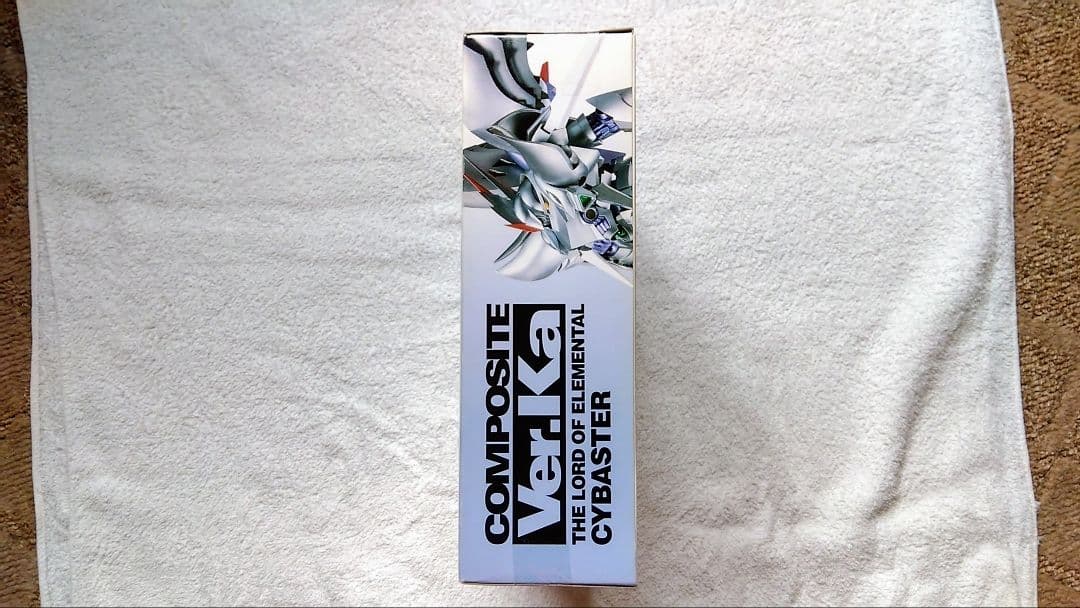 COMPOSITE
Ver.Ka
THE LORD OF ELEMENTAL
CYBASTER